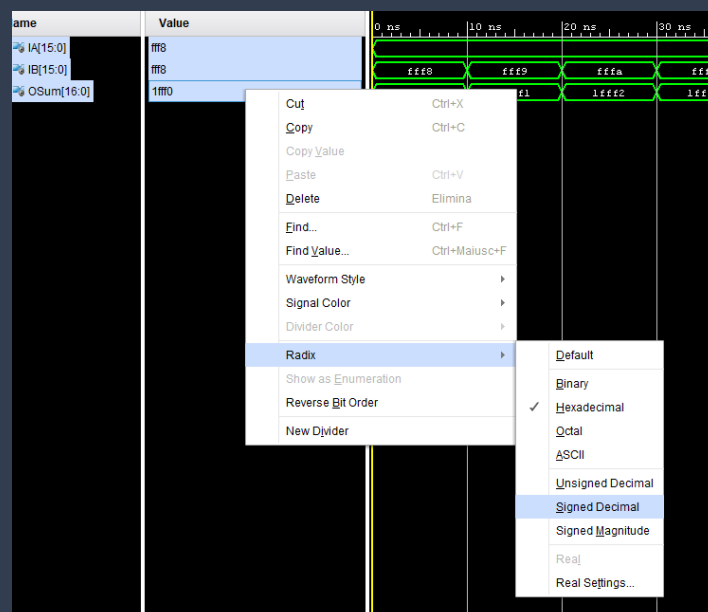 ame Value 0 ns 10 ns 20 ns 30 ns
IA[15:0] fff8
IB[15:0] fff8 fff8 fff9 fffa fff
OSum[16:0] 1fff0 f1 1fff2 1ff
Cut Ctrl+X
Copy Ctrl+C
Copy Value
Paste Ctrl+V
Delete Elimina
Find... Ctrl+F
Find Value... Ctrl+Maiusc+F
Waveform Style
Signal Color
Divider Color
Radix
Show as Enumeration
Reverse Bit Order
New Divider
Default
Binary
Hexadecimal
Octal
ASCII
Unsigned Decimal
Signed Decimal
Signed Magnitude
Real
Real Settings...